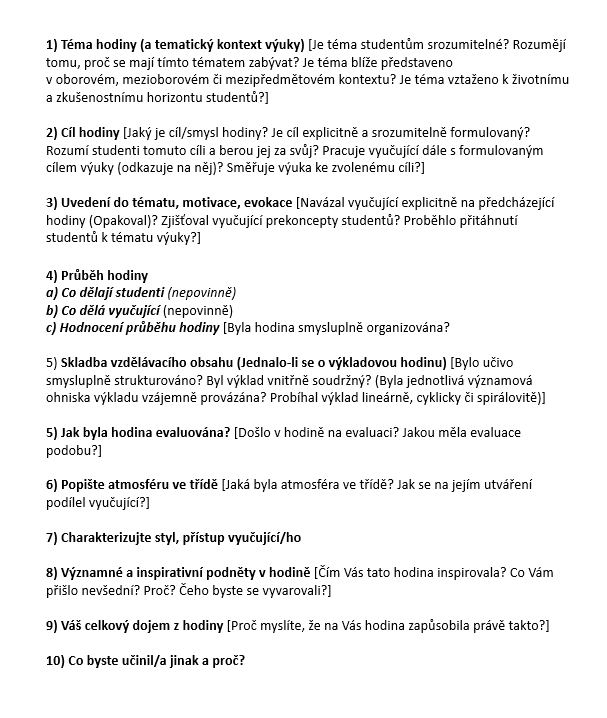 1) Téma hodiny (a tematický kontext výuky) [Je téma studentům srozumitelné? Rozumějí
tomu, proč se mají tímto tématem zabývat? Je téma blíže představeno
v oborovém, mezioborovém či mezipředmětovém kontextu? Je téma vztaženo k životnímu
a zkušenostnímu horizontu studentů?]
2) Cíl hodiny [Jaký je cíl/smysl hodiny? Je cíl explicitně a srozumitelně formulovaný?
Rozumí studenti tomuto cíli a berou jej za svůj? Pracuje vyučující dále s formulovaným
cílem výuky (odkazuje na něj)? Směřuje výuka ke zvolenému cíli?]
3) Uvedení do tématu, motivace, evokace [Navázal vyučující explicitně na předcházející
hodiny (Opakoval)? Zjišťoval vyučující prekoncepty studentů? Proběhlo přitáhnutí
studentů k tématu výuky?]
4) Průběh hodiny
a) Co dělají studenti (nepovinně)
b) Co dělá vyučující (nepovinně)
c) Hodnocení průběhu hodiny [Byla hodina smysluplně organizována?
5) Skladba vzdělávacího obsahu (Jednalo-li se o výkladovou hodinu) [Bylo učivo
smysluplně strukturováno? Byl výklad vnitřně soudržný? (Byla jednotlivá významová
ohniska výkladu vzájemně provázána? Probíhal výklad lineárně, cyklicky či spirálovitě)]
5) Jak byla hodina evaluována? [Došlo v hodině na evaluaci? Jakou měla evaluace
podobu?]
6) Popište atmosféru ve třídě [Jaká byla atmosféra ve třídě? Jak se na jejím utváření
podílel vyučující?]
7) Charakterizujte styl, přístup vyučující/ho
8) Významné a inspirativní podněty v hodině [Čím Vás tato hodina inspirovala? Co Vám
přišlo nevšední? Proč? Čeho byste se vyvarovali?]
9) Váš celkový dojem z hodiny [Proč myslíte, že na Vás hodina zapůsobila právě takto?]
10) Co byste učinil/a jinak a proč?